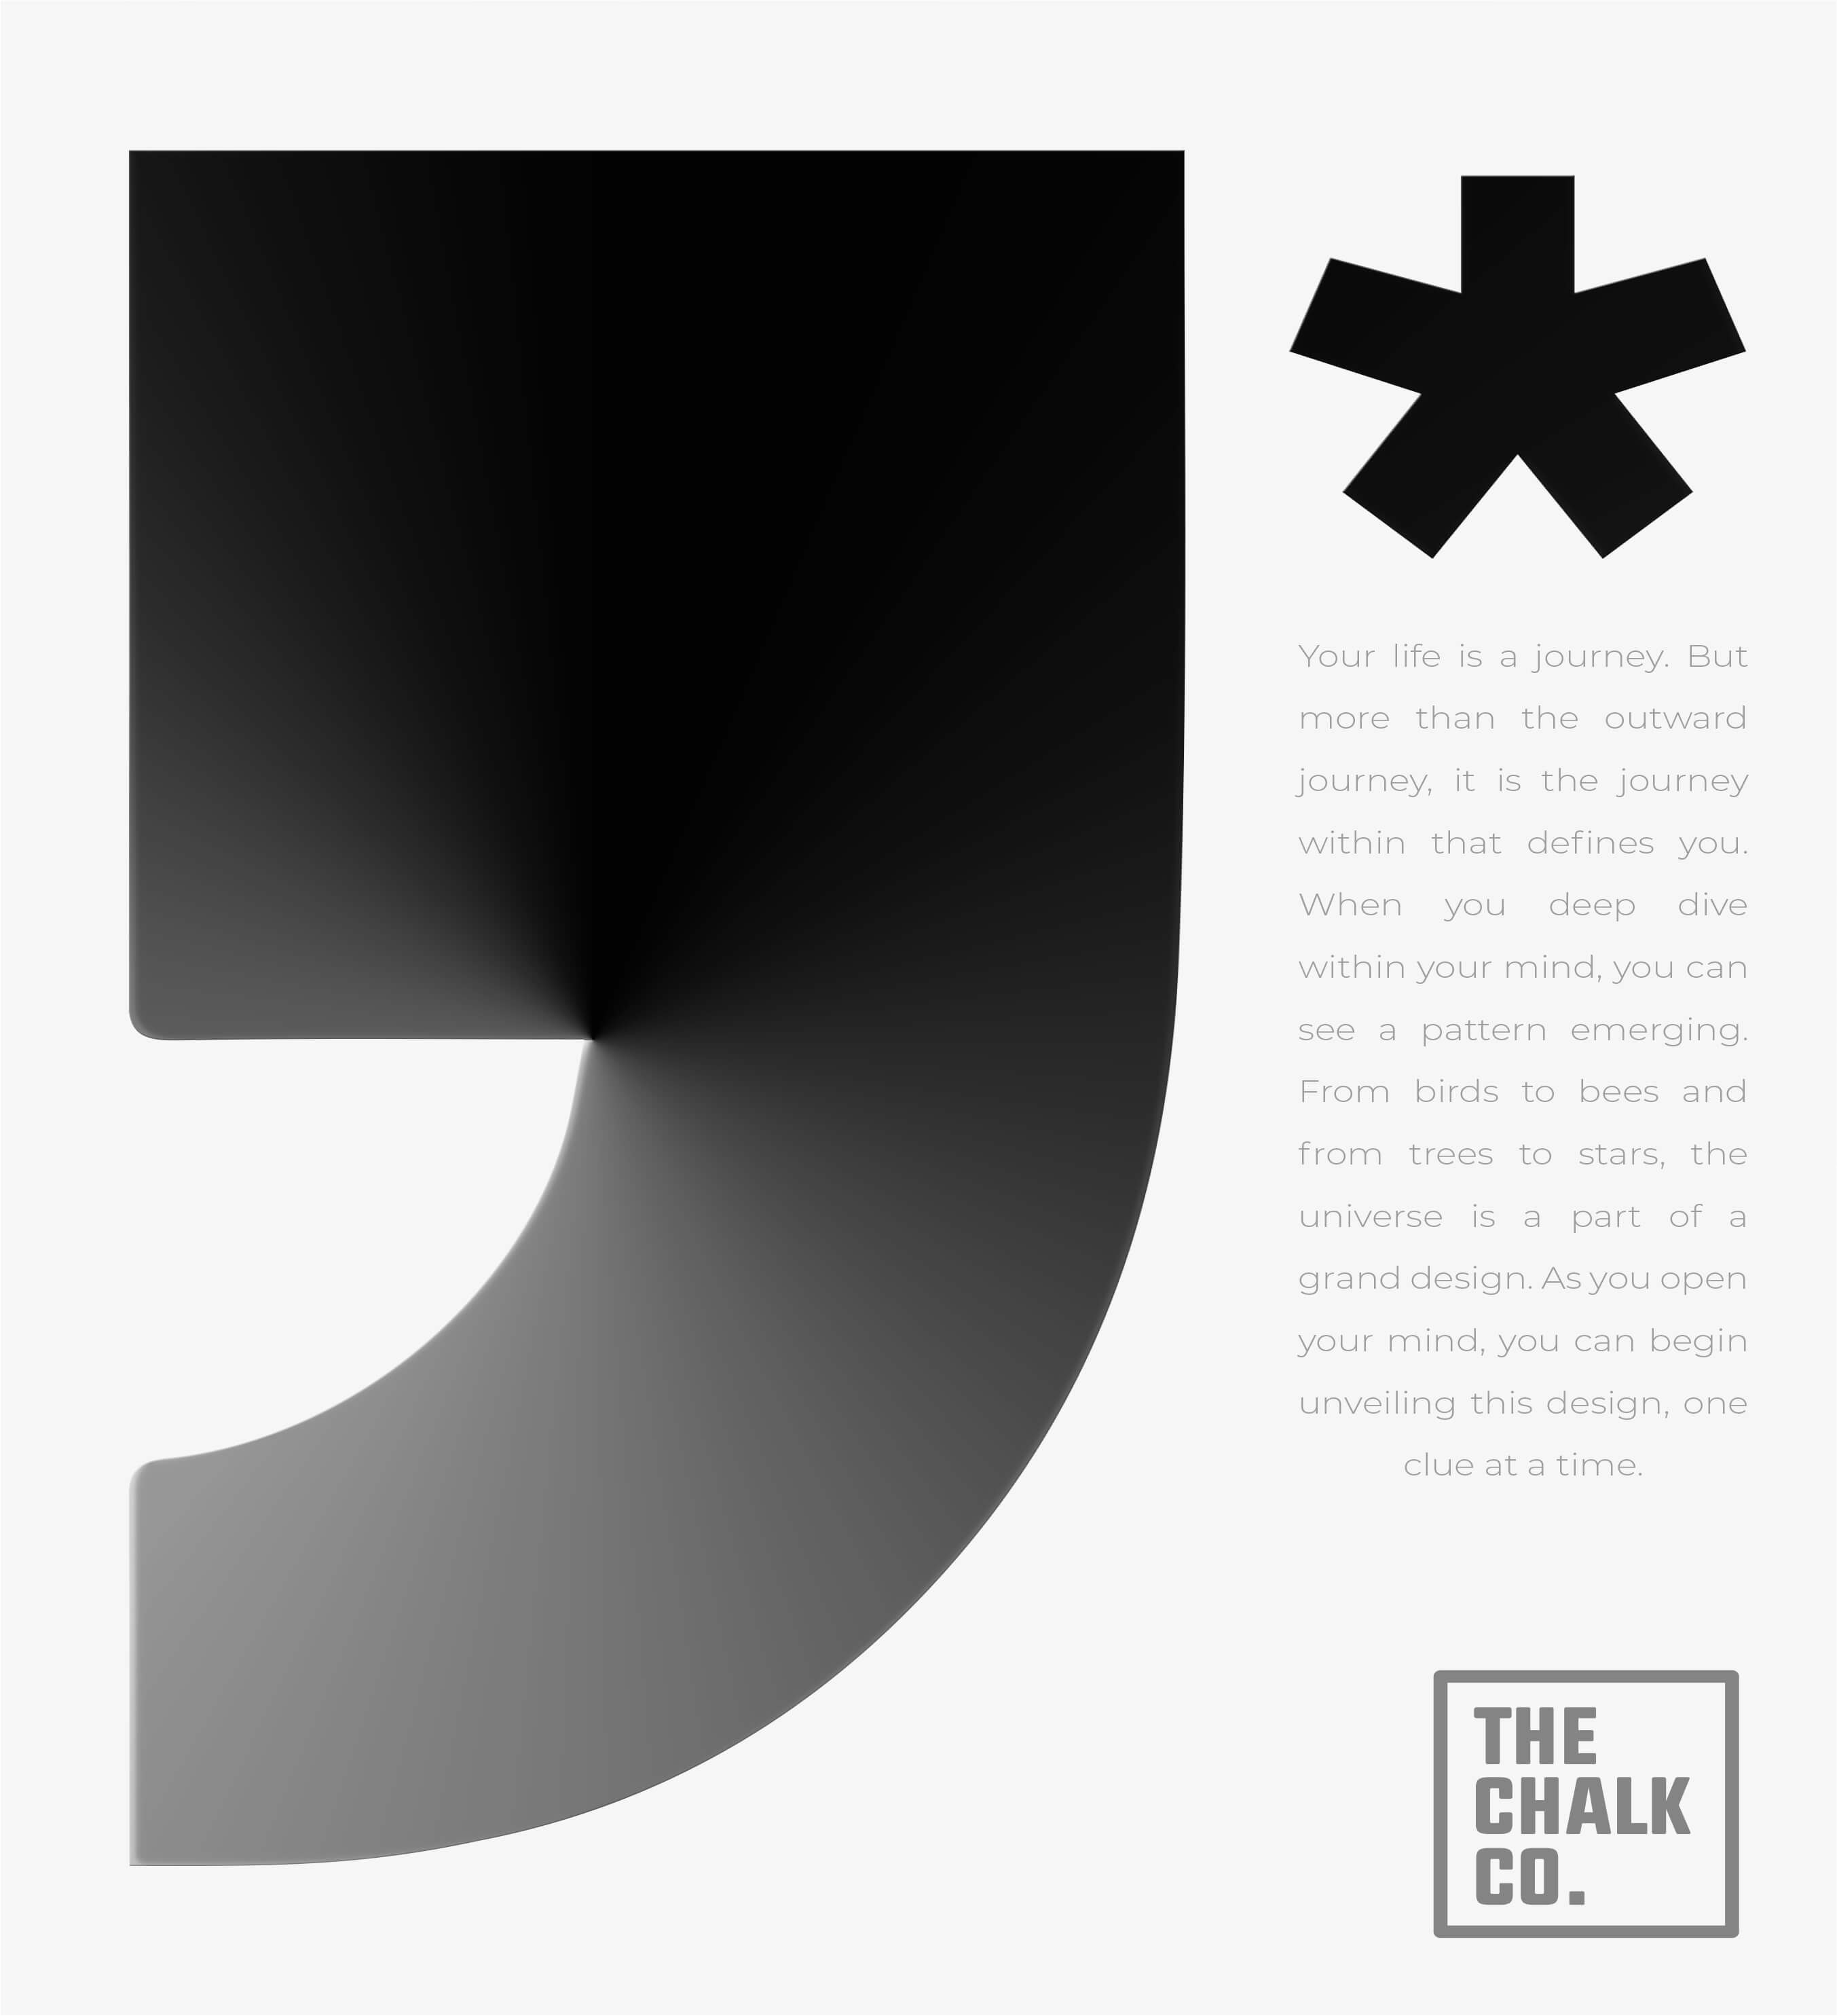 ,
*
Your life is a journey. But
more than the outward
journey, it is the journey
within that defines you.
When you deep dive
within your mind, you can
see a pattern emerging.
From birds to bees and
from trees to stars, the
universe is a part of a
grand design. As you open
your mind, you can begin
unveiling this design, one
clue at a time.
THE
CHALK
CO.